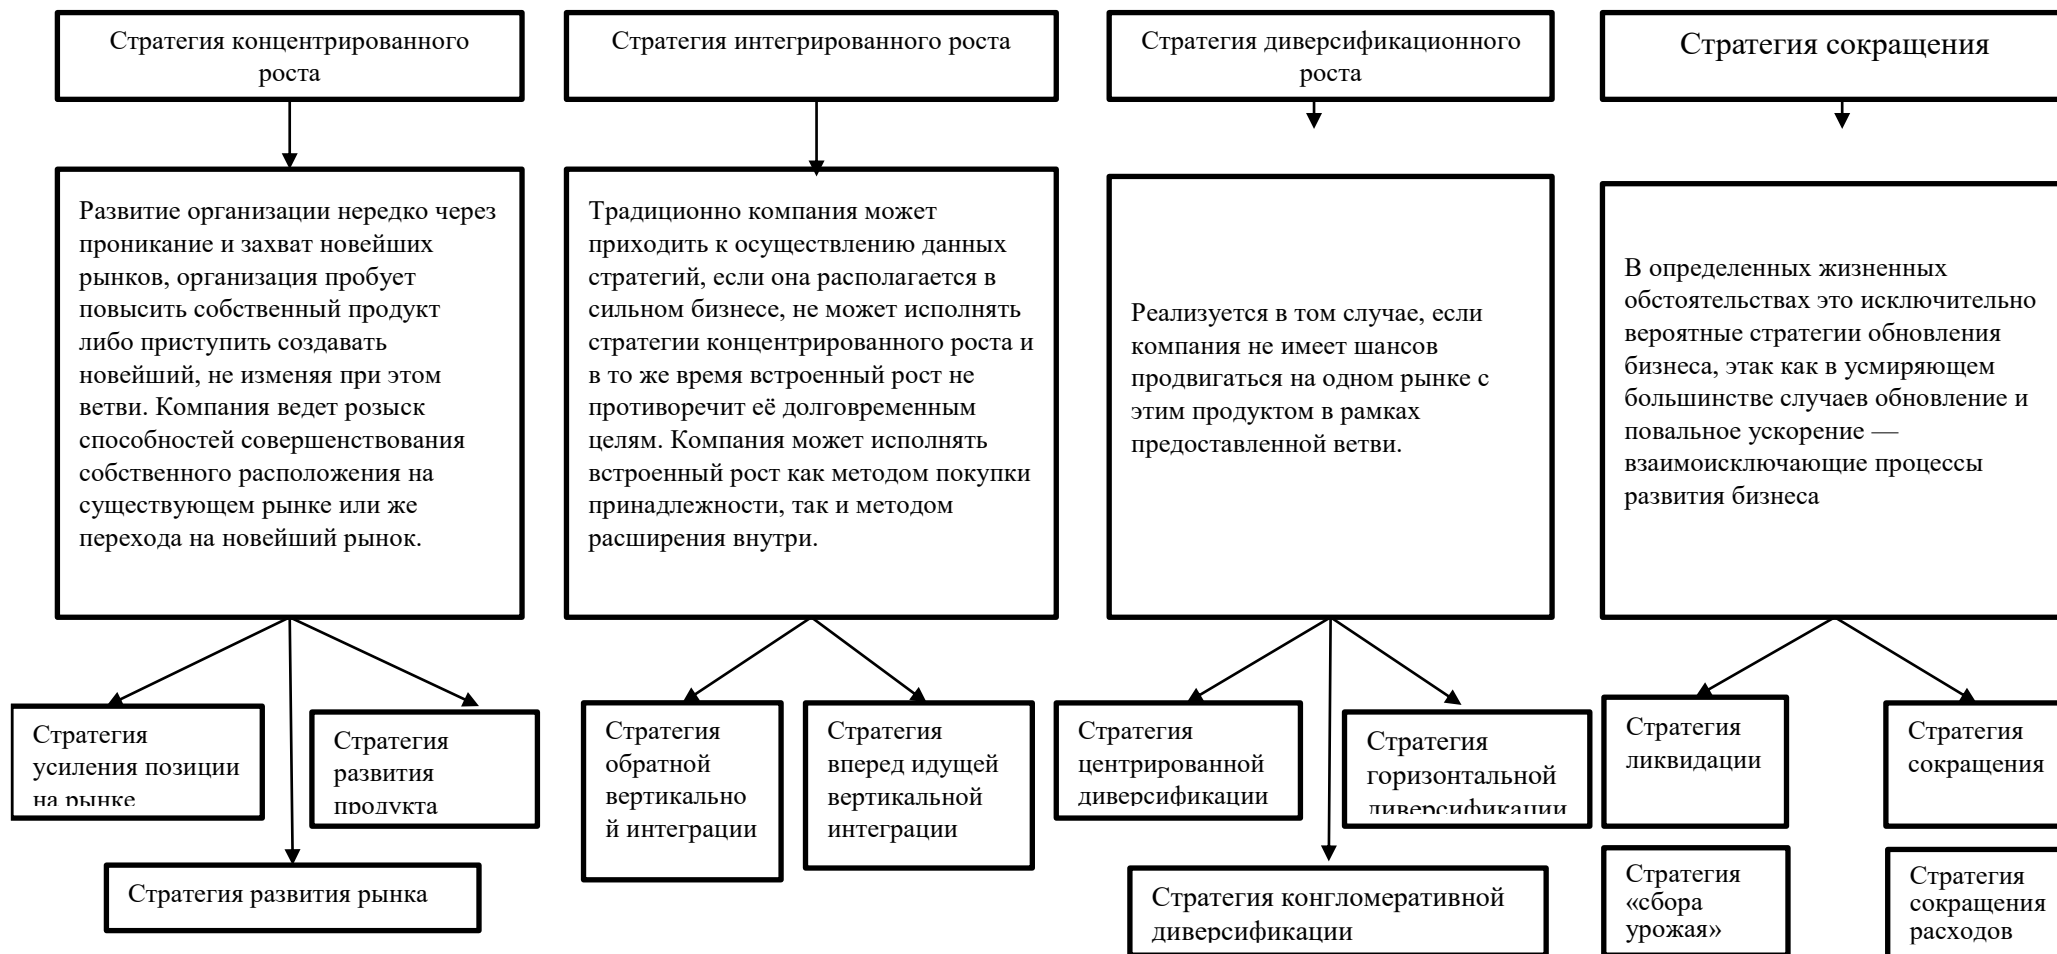 Стратегия концентрированного
роста
Стратегия интегрированного роста
Стратегия диверсификационного
роста
Стратегия сокращения
Развитие организации нередко через
проникание и захват новейших
рынков, организация пробует
повысить собственный продукт
либо приступить создавать
новейший, не изменяя при этом
ветви. Компания ведет розыск
способностей совершенствования
собственного расположения на
существующем рынке или же
перехода на новейший рынок.
Традиционно компания может
приходить к осуществлению данных
стратегий, если она располагается в
сильном бизнесе, не может исполнять
стратегии концентрированного роста и
в то же время встроенный рост не
противоречит её долговременным
целям. Компания может исполнять
встроенный рост как методом покупки
принадлежности, так и методом
расширения внутри.
Реализуется в том случае, если
компания не имеет шансов
продвигаться на одном рынке с
этим продуктом в рамках
предоставленной ветви.
В определенных жизненных
обстоятельствах это исключительно
вероятные стратегии обновления
бизнеса, этак как в усмиряющем
большинстве случаев обновление и
повальное ускорение —
взаимоисключающие процессы
развития бизнеса
Стратегия
усиления позиции
на рынке
Стратегия
развития
продукта
Стратегия развития рынка
Стратегия
обратной
вертикально
й интеграции
Стратегия
вперед идущей
вертикальной
интеграции
Стратегия
центрированной
диверсификации
Стратегия
горизонтальной
диверсификации
Стратегия конгломеративной
диверсификации
Стратегия
ликвидации
Стратегия
сокращения
Стратегия
«сбора
урожая»
Стратегия
сокращения
расходов